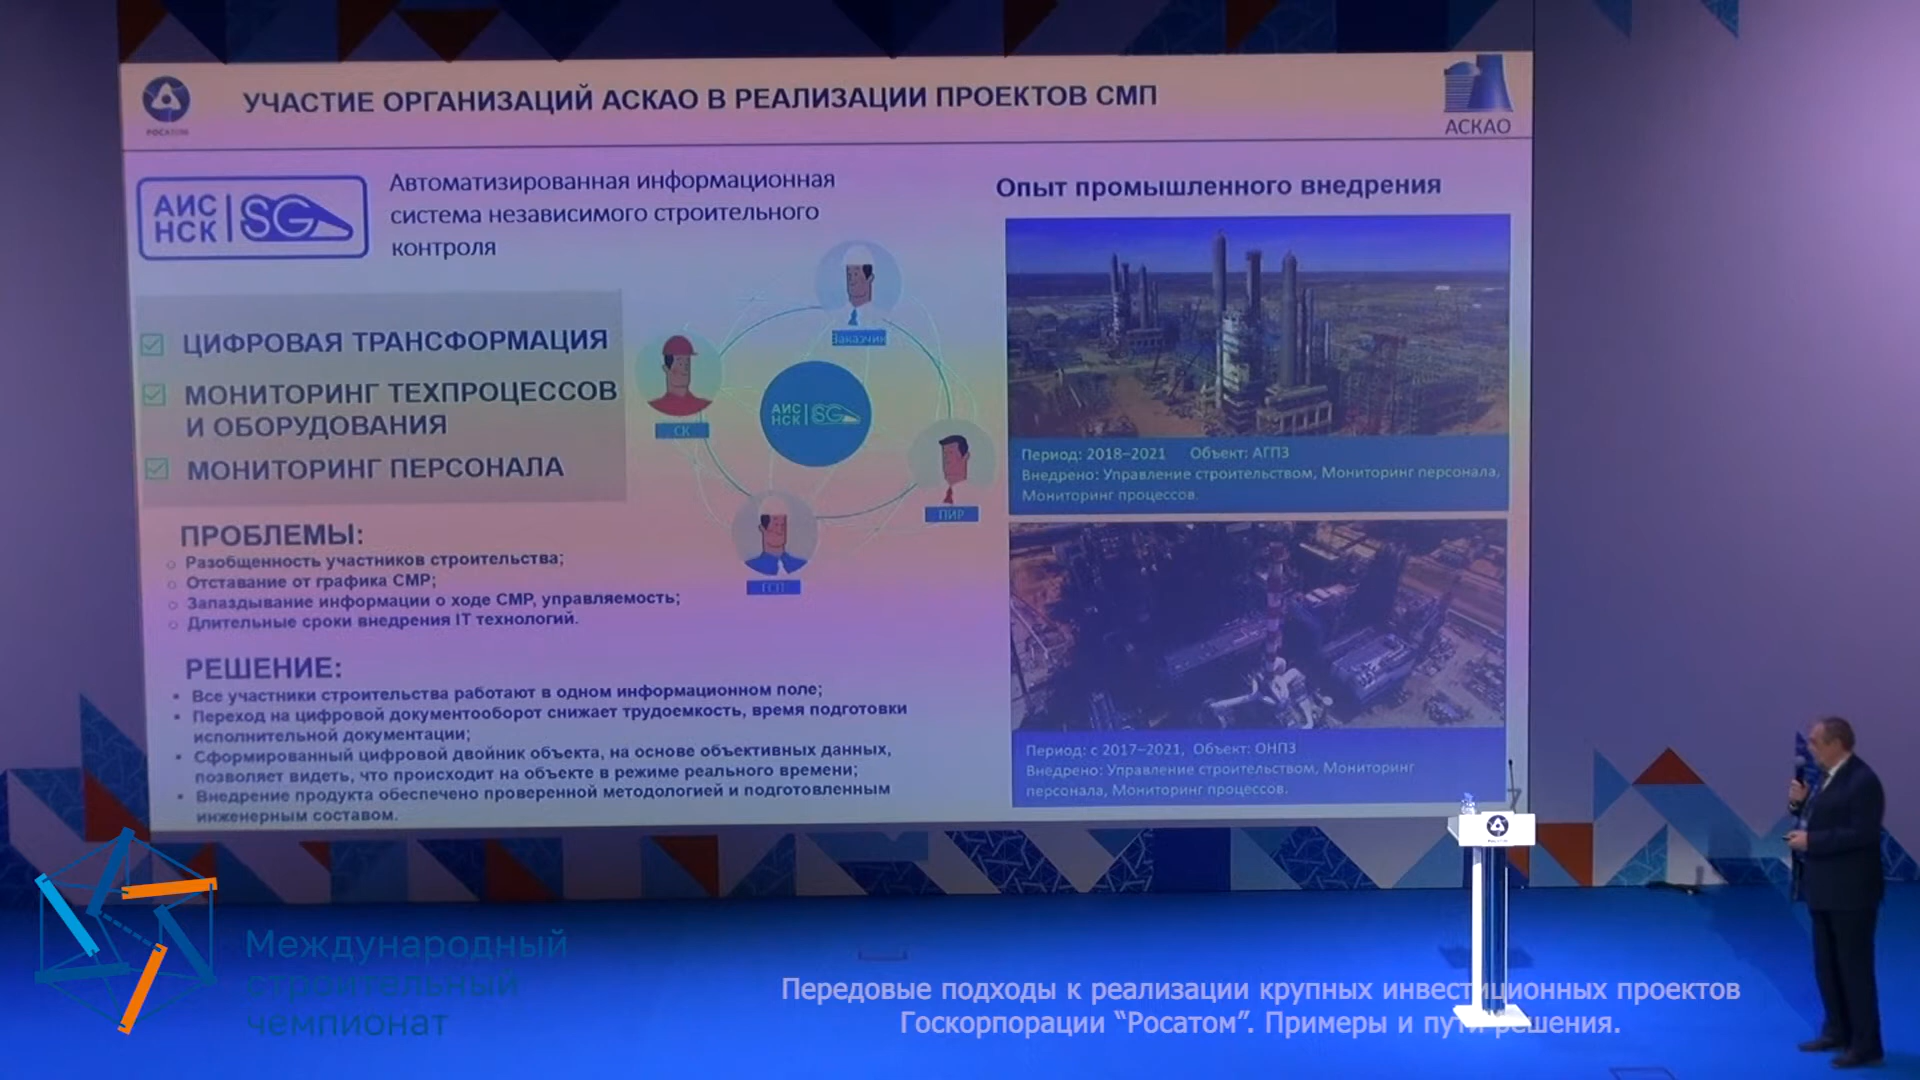 РОСАТОМ
УЧАСТИЕ ОРГАНИЗАЦИЙ АСКАО В РЕАЛИЗАЦИИ ПРОЕКТОВ СМП
АСКАО
АИС
НСК
SG
Автоматизированная информационная
система независимого строительного
контроля
ЦИФРОВАЯ ТРАНСФОРМАЦИЯ
МОНИТОРИНГ ТЕХПРОЦЕССОВ
И ОБОРУДОВАНИЯ
МОНИТОРИНГ ПЕРСОНАЛА
Заказчик
СК
АИС
НСК
SG
ПИР
ГСП
ПРОБЛЕМЫ:
Разобщенность участников строительства;
Отставание от графика СМР;
Запаздывание информации о ходе СМР, управляемость;
Длительные сроки внедрения IT технологий.
РЕШЕНИЕ:
Все участники строительства работают в одном информационном поле;
Переход на цифровой документооборот снижает трудоемкость, время подготовки
исполнительной документации;
Сформированный цифровой двойник объекта, на основе объективных данных,
позволяет видеть, что происходит на объекте в режиме реального времени;
Внедрение продукта обеспечено проверенной методологией и подготовленным
инженерным составом.
Опыт промышленного внедрения
Период: 2018–2021 Объект: АГПЗ
Внедрено: Управление строительством, Мониторинг персонала,
Мониторинг процессов.
Период: с 2017–2021, Объект: ОНПЗ
Внедрено: Управление строительством, Мониторинг
персонала, Мониторинг процессов.
Международный
строительный
чемпионат
Передовые подходы к реализации крупных инвестиционных проектов
Госкорпорации “Росатом”. Примеры и пути решения.